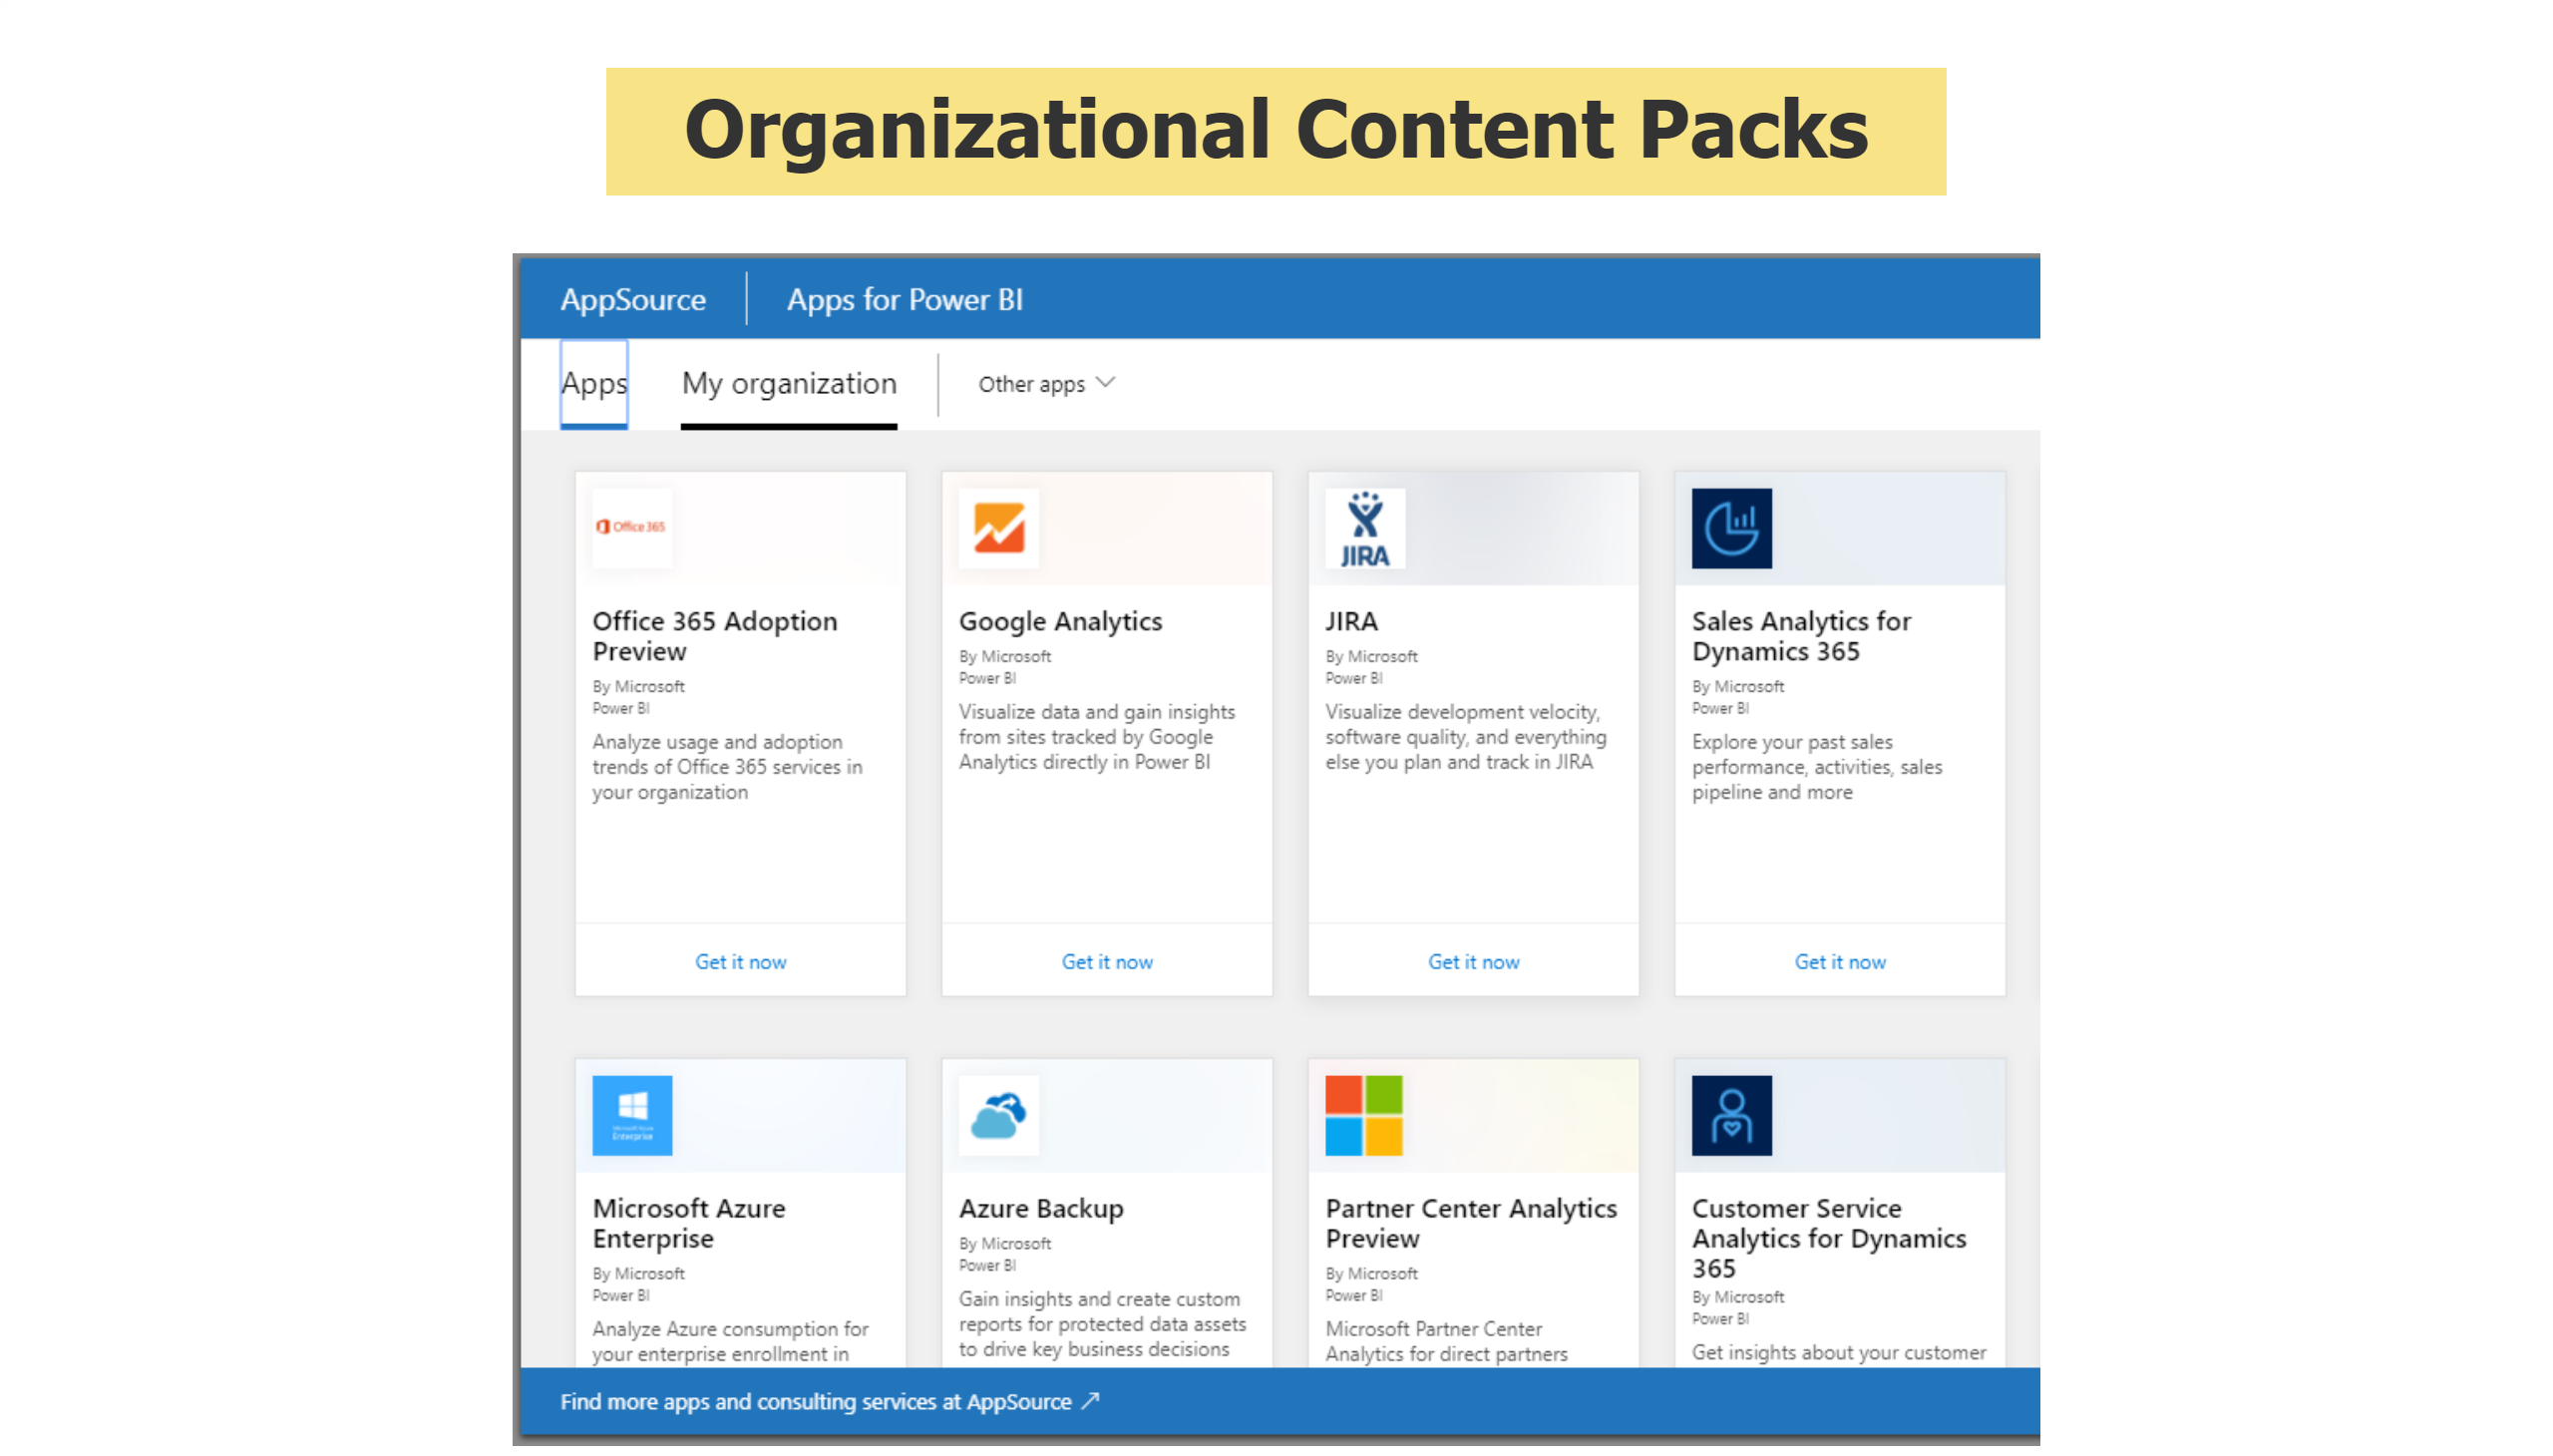 Organizational Content Packs
AppSource
Apps for Power BI
Apps
My organization
Other apps
Office 365
Office 365 Adoption
Preview
By Microsoft
Power BI
Analyze usage and adoption
trends of Office 365 services in
your organization
Get it now
Google Analytics
By Microsoft
Power BI
Visualize data and gain insights
from sites tracked by Google
Analytics directly in Power BI
Get it now
JIRA
JIRA
By Microsoft
Power BI
Visualize development velocity,
software quality, and everything
else you plan and track in JIRA
Get it now
Sales Analytics for
Dynamics 365
By Microsoft
Power BI
Explore your past sales
performance, activities, sales
pipeline and more
Get it now
Microsoft Azure
Enterprise
Microsoft Azure
Enterprise
By Microsoft
Power BI
Analyze Azure consumption for
your enterprise enrollment in
Azure Backup
By Microsoft
Power BI
Gain insights and create custom
reports for protected data assets
to drive key business decisions
Partner Center Analytics
Preview
By Microsoft
Power BI
Microsoft Partner Center
Analytics for direct partners
Customer Service
Analytics for Dynamics
365
By Microsoft
Power BI
Get insights about your customer
Find more apps and consulting services at AppSource